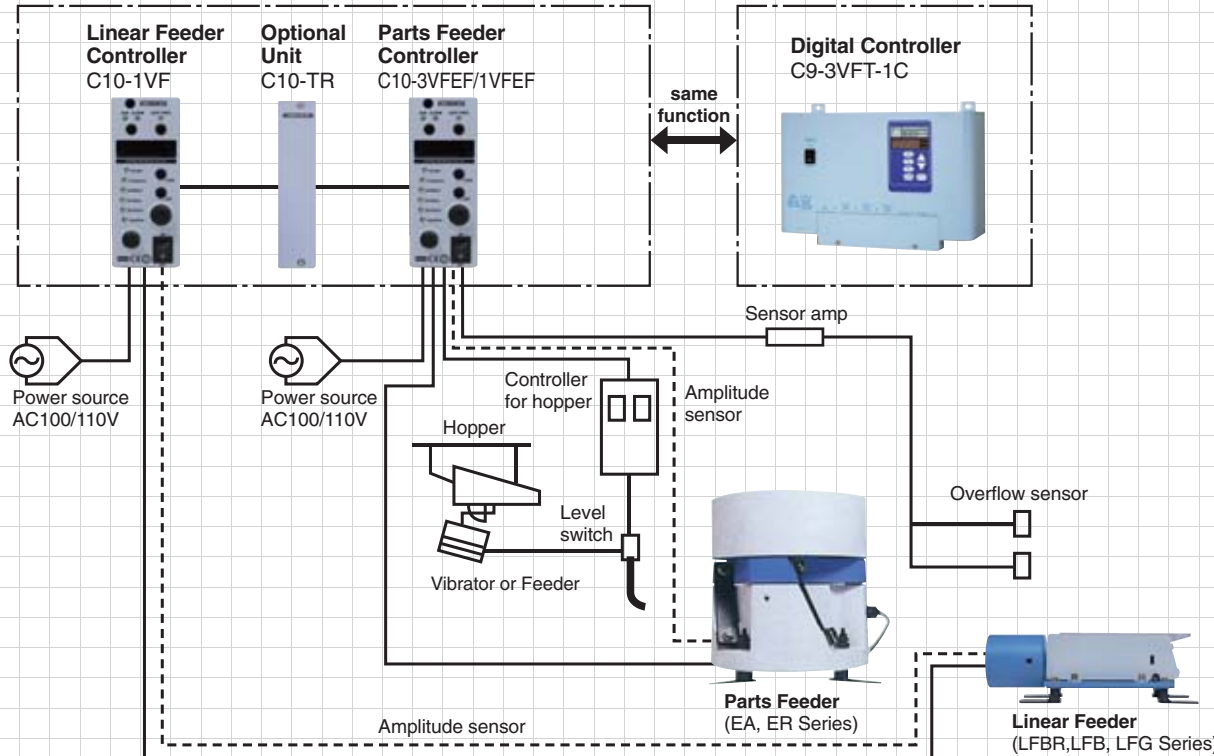 Linear Feeder
Controller
C10-1VF
Optional
Unit
C10-TR
Parts Feeder
Controller
C10-3VFEF/1VFEF
same
function
Digital Controller
C9-3VFT-1C
Power source
AC100/110V
Power source
AC100/110V
Sensor amp
Controller
for hopper
Amplitude
sensor
Hopper
Level
switch
Vibrator or Feeder
Overflow sensor
Parts Feeder
(EA, ER Series)
Amplitude sensor
Linear Feeder
(LFBR,LFB, LFG Series)